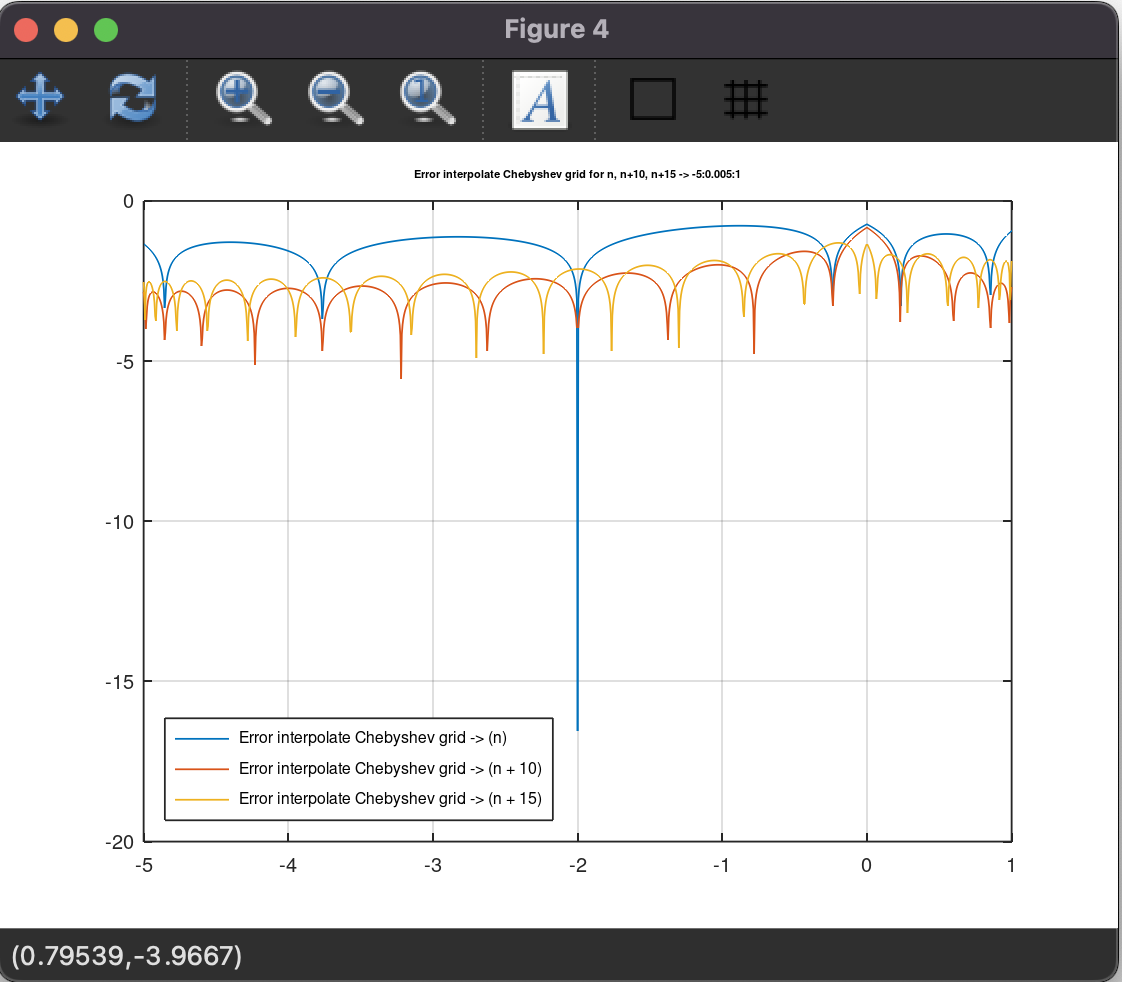 Figure 4
1
A
Error interpolate Chebyshev grid for n, n+10, n+15 -> -5:0.005:1
0
-5
-10
-15
-20
Error interpolate Chebyshev grid -> (n)
Error interpolate Chebyshev grid -> (n + 10)
Error interpolate Chebyshev grid -> (n + 15)
-5 -4 -3 -2 -1 0 1
(0.79539,-3.9667)